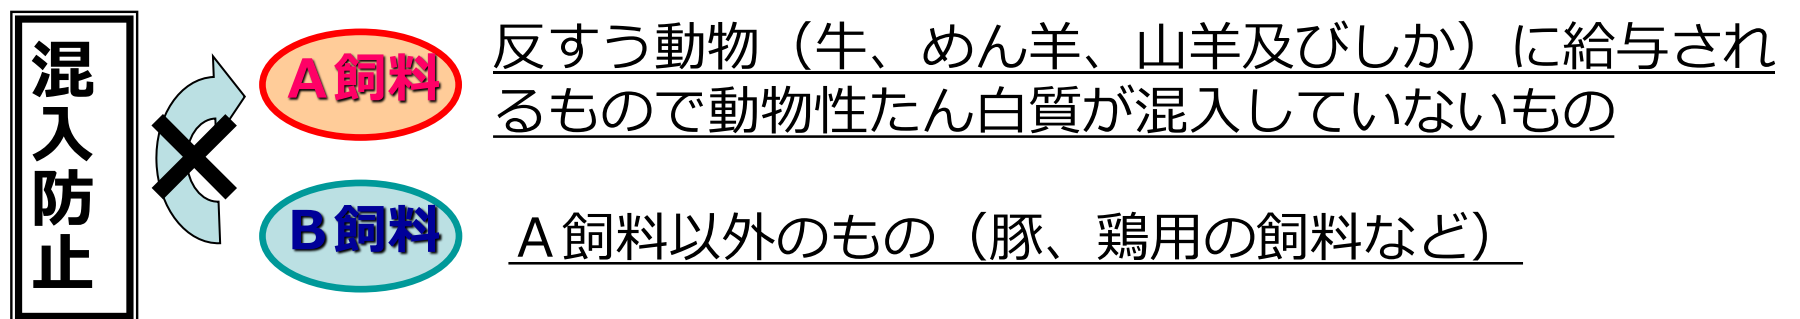 混入防止
Ａ飼料
反すう動物（牛、めん羊、山羊及びしか）に給与され
るもので動物性たん白質が混入していないもの
Ｂ飼料
Ａ飼料以外のもの（豚、鶏用の飼料など）